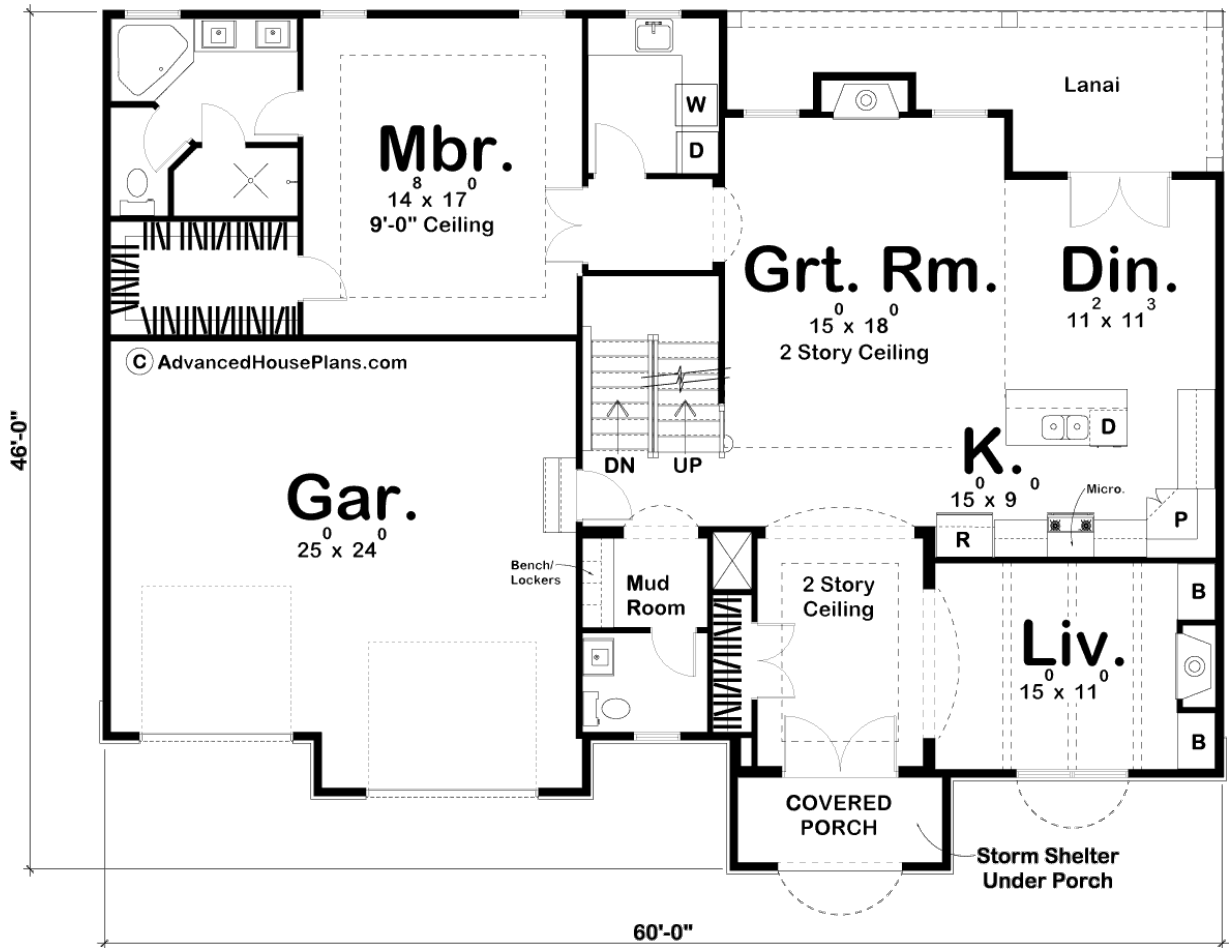 Lanai
W
D
Mbr.
14⁸ x 17⁰
9'-0" Ceiling
Grt. Rm.
15⁰ x 18⁰
2 Story Ceiling
Din.
11² x 11³
© AdvancedHousePlans.com
46'-0"
D
DN
UP
K.
15⁰ x 9⁰
Micro.
Gar.
25⁰ x 24⁰
P
R
Bench/
Lockers
Mud
Room
2 Story
Ceiling
B
Liv.
15⁰ x 11⁰
B
COVERED
PORCH
Storm Shelter
Under Porch
60'-0"